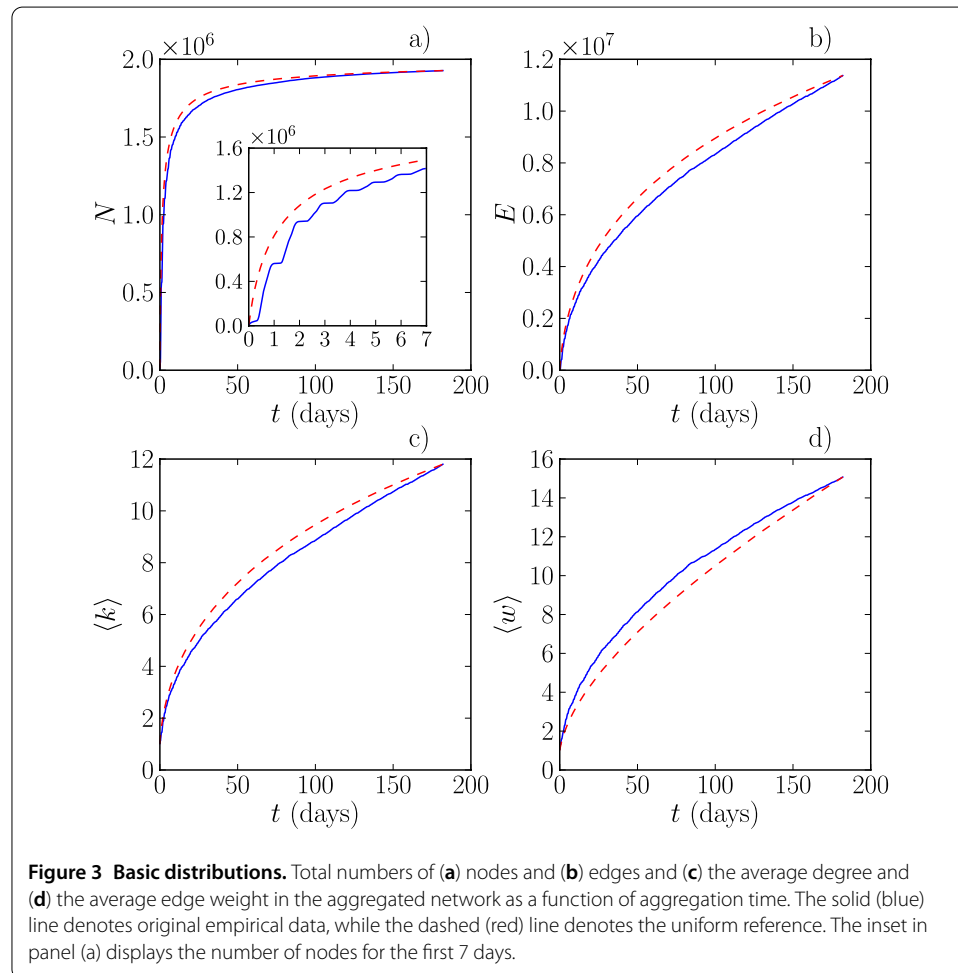 a)
×10⁶
2.0
1.5
1.0
0.5
0.0
N
0 50 100 150 200
t (days)
×10⁶
1.6
1.2
0.8
0.4
0.0
0 1 2 3 4 5 6 7
b)
×10⁷
1.2
1.0
0.8
0.6
0.4
0.2
0.0
E
0 50 100 150 200
t (days)
c)
12
10
8
6
4
2
0
⟨k⟩
0 50 100 150 200
t (days)
d)
16
14
12
10
8
6
4
2
0
⟨w⟩
0 50 100 150 200
t (days)
Figure 3 Basic distributions. Total numbers of (a) nodes and (b) edges and (c) the average degree and
(d) the average edge weight in the aggregated network as a function of aggregation time. The solid (blue)
line denotes original empirical data, while the dashed (red) line denotes the uniform reference. The inset in
panel (a) displays the number of nodes for the first 7 days.